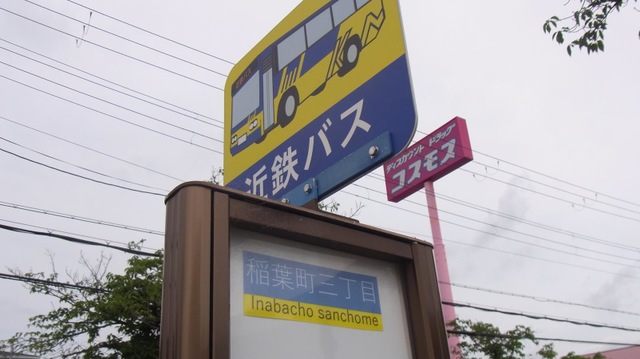 近鉄バス
ディスカウント ドラッグ
コスモス
稲葉町三丁目
Inabacho sanchome